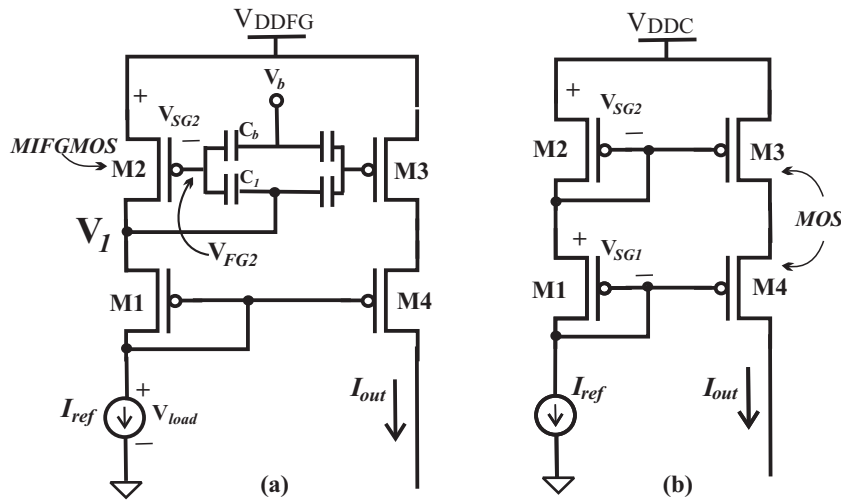 VDDFG
+
Vb
VSG2
−
Cb
MIFGMOS
M2
C1
M3
V1
VFG2
M1
M4
Iref
+
Vload
−
Iout
(a)
VDDC
+
VSG2
−
M2
M3
MOS
+
VSG1
−
M1
M4
Iref
Iout
(b)